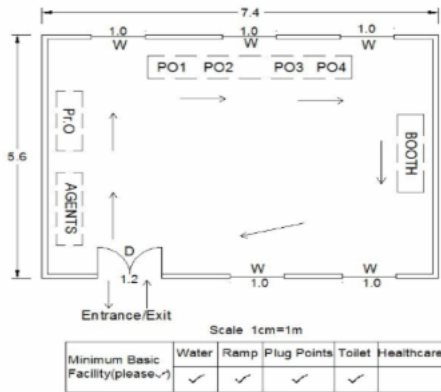 7.4
1.0 1.0 1.0
W W W
PO1 PO2 PO3 PO4
5.6
PrO
BOOTH
AGENTS
D
1.2
W W
1.0 1.0
Entrance/Exit
Scale 1cm=1m
Minimum Basic Facility(please✓) Water Ramp Plug Points Toilet Healthcare
✓ ✓ ✓ ✓